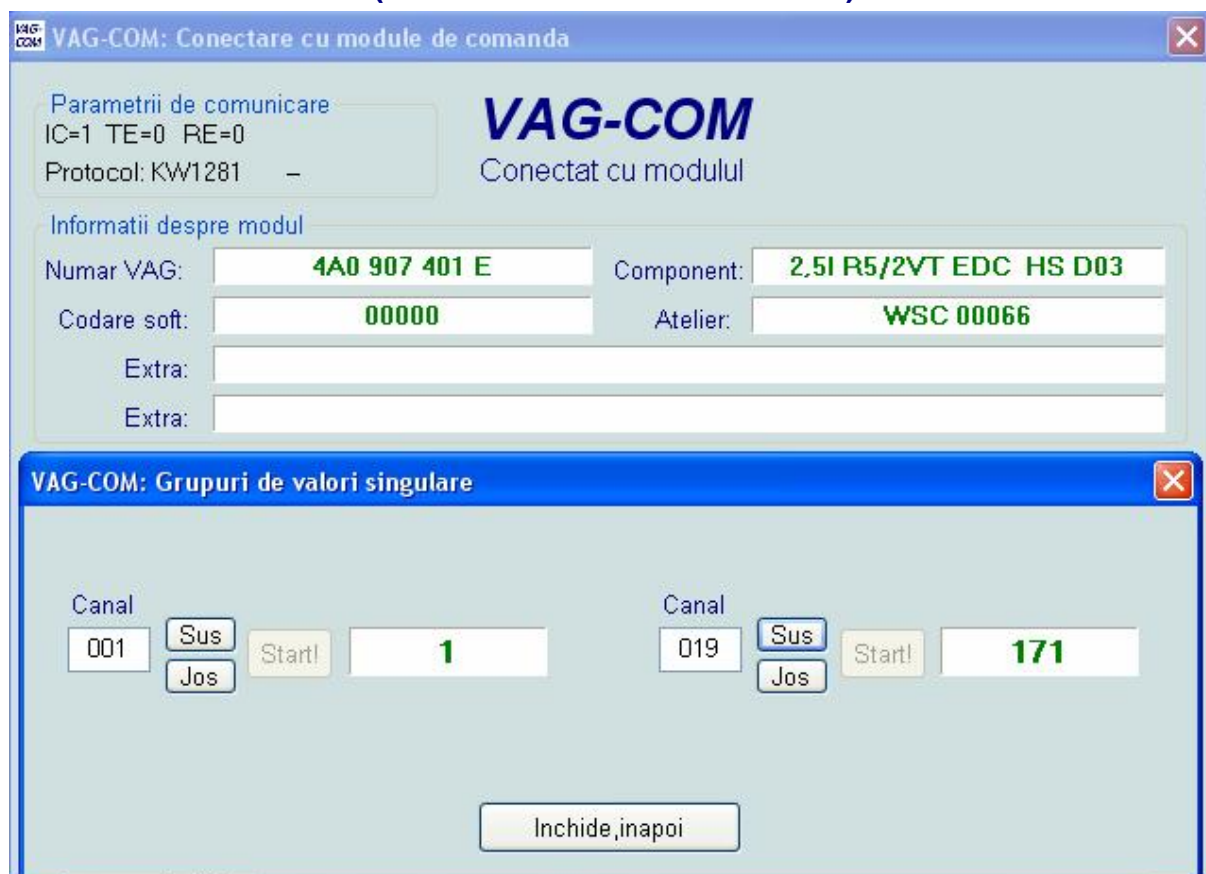 VAG-COM VAG-COM: Conectare cu module de comanda
Parametrii de comunicare
IC=1 TE=0 RE=0
Protocol: KW1281 –
VAG-COM
Conectat cu modulul
Informatii despre modul
Numar VAG: 4A0 907 401 E Component: 2,5l R5/2VT EDC HS D03
Codare soft: 00000 Atelier: WSC 00066
Extra:
Extra:
VAG-COM: Grupuri de valori singulare
Canal Canal
001 Sus Jos Start! 1 019 Sus Jos Start! 171
Inchide,inapoi